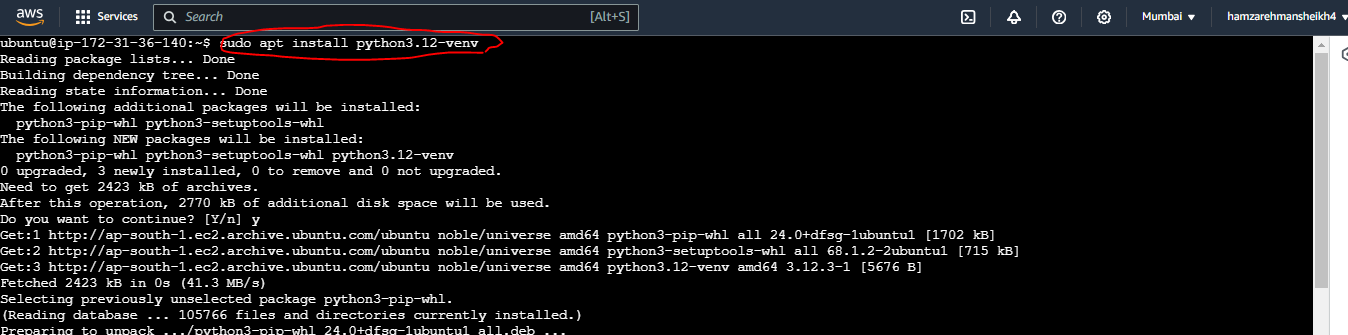 aws
Services
Search
[Alt+S]
Mumbai
hamzarehmansheikh4
ubuntu@ip-172-31-36-140:~$ sudo apt install python3.12-venv
Reading package lists... Done
Building dependency tree... Done
Reading state information... Done
The following additional packages will be installed:
python3-pip-whl python3-setuptools-whl
The following NEW packages will be installed:
python3-pip-whl python3-setuptools-whl python3.12-venv
0 upgraded, 3 newly installed, 0 to remove and 0 not upgraded.
Need to get 2423 kB of archives.
After this operation, 2770 kB of additional disk space will be used.
Do you want to continue? [Y/n] y
Get:1 http://ap-south-1.ec2.archive.ubuntu.com/ubuntu noble/universe amd64 python3-pip-whl all 24.0+dfsg-1ubuntu1 [1702 kB]
Get:2 http://ap-south-1.ec2.archive.ubuntu.com/ubuntu noble/universe amd64 python3-setuptools-whl all 68.1.2-2ubuntu1 [715 kB]
Get:3 http://ap-south-1.ec2.archive.ubuntu.com/ubuntu noble/universe amd64 python3.12-venv amd64 3.12.3-1 [5676 B]
Fetched 2423 kB in 0s (41.3 MB/s)
Selecting previously unselected package python3-pip-whl.
(Reading database ... 105766 files and directories currently installed.)
Preparing to unpack .../python3-pip-whl_24.0+dfsg-1ubuntu1_all.deb ...